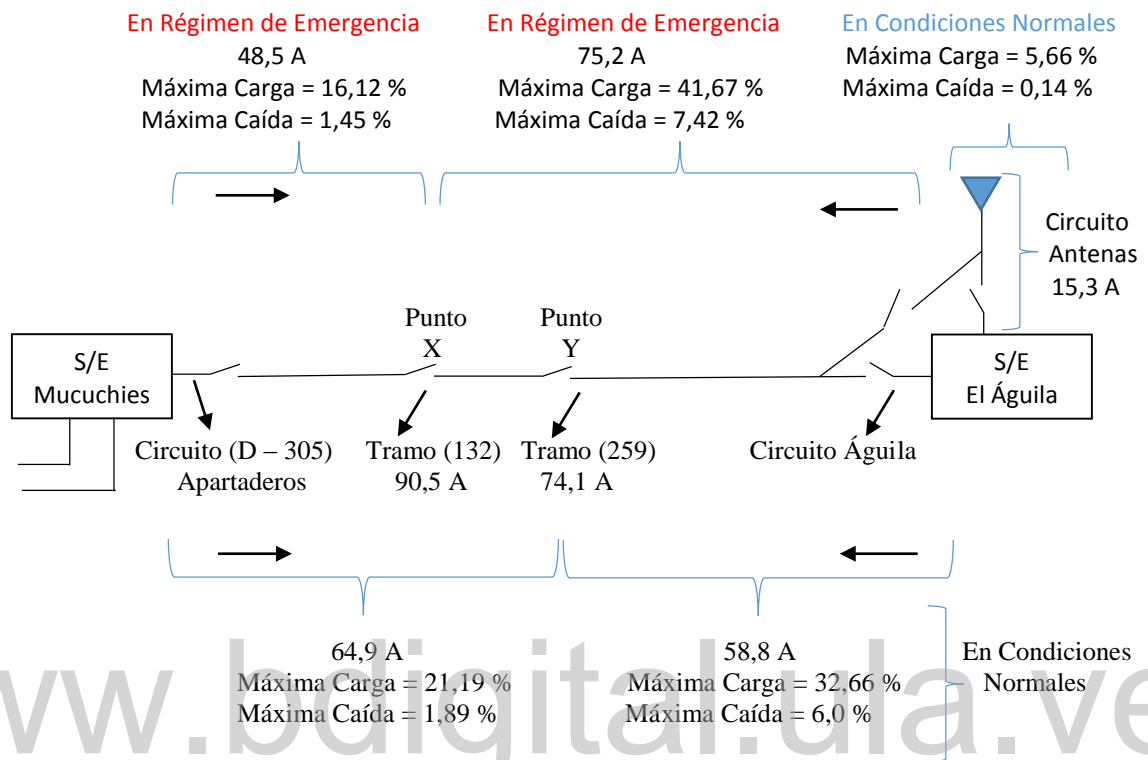 En Régimen de Emergencia
48,5 A
Máxima Carga = 16,12 %
Máxima Caída = 1,45 %
En Régimen de Emergencia
75,2 A
Máxima Carga = 41,67 %
Máxima Caída = 7,42 %
En Condiciones Normales
Máxima Carga = 5,66 %
Máxima Caída = 0,14 %
Circuito
Antenas
15,3 A
Punto
X
Punto
Y
S/E
Mucuchies
S/E
El Águila
Circuito (D – 305)
Apartaderos
Tramo (132)
90,5 A
Tramo (259)
74,1 A
Circuito Águila
64,9 A
Máxima Carga = 21,19 %
Máxima Caída = 1,89 %
58,8 A
Máxima Carga = 32,66 %
Máxima Caída = 6,0 %
En Condiciones
Normales
ww.bdigital.ula.ve